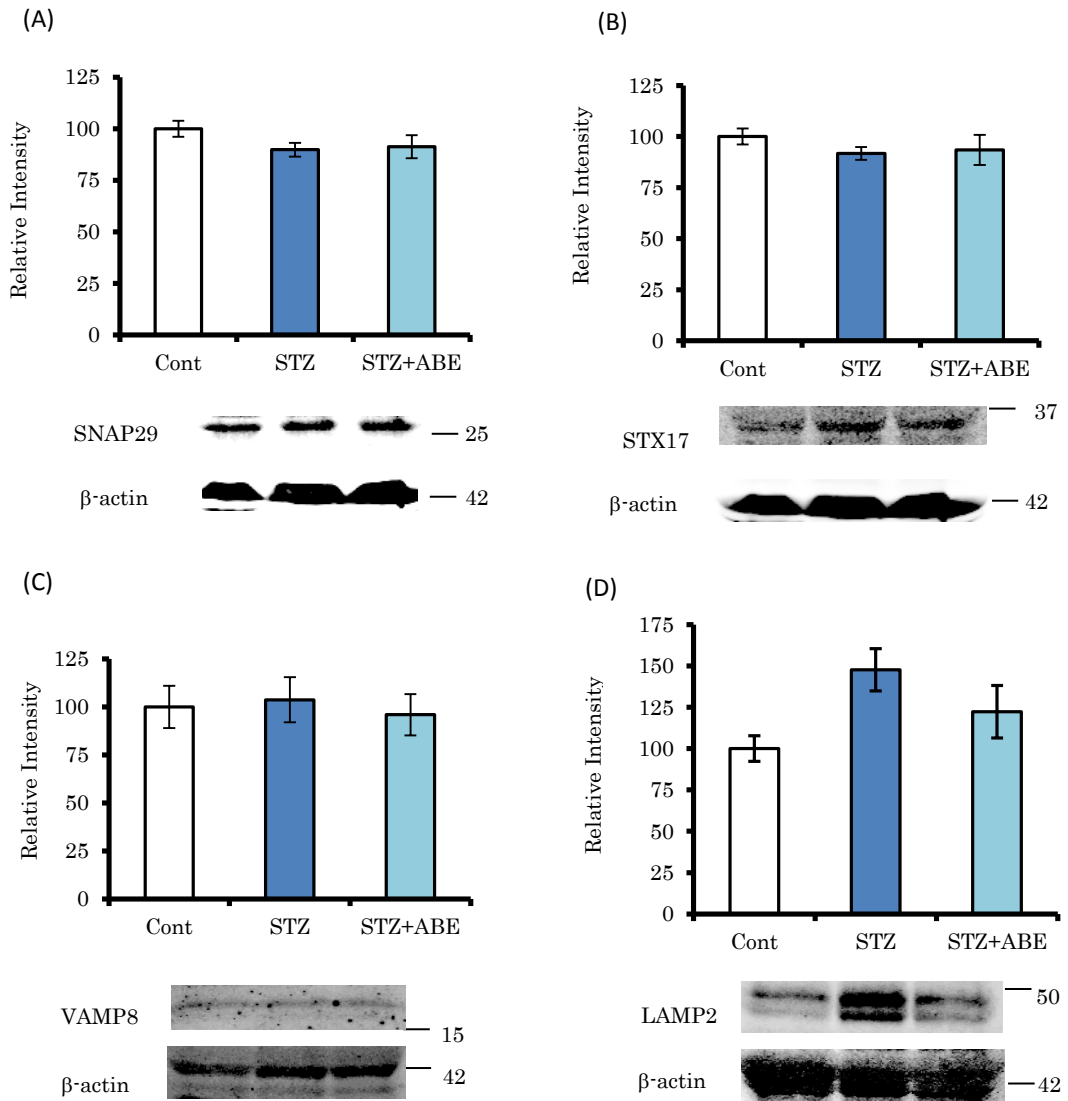 (A)
125
100
75
50
25
0
Relative Intensity
Cont STZ STZ+ABE
SNAP29 25
β-actin 42
(B)
125
100
75
50
25
0
Relative Intensity
Cont STZ STZ+ABE
37
STX17
β-actin 42
(C)
125
100
75
50
25
0
Relative Intensity
Cont STZ STZ+ABE
VAMP8
15
β-actin 42
(D)
175
150
125
100
75
50
25
0
Relative Intensity
Cont STZ STZ+ABE
50
LAMP2
β-actin 42